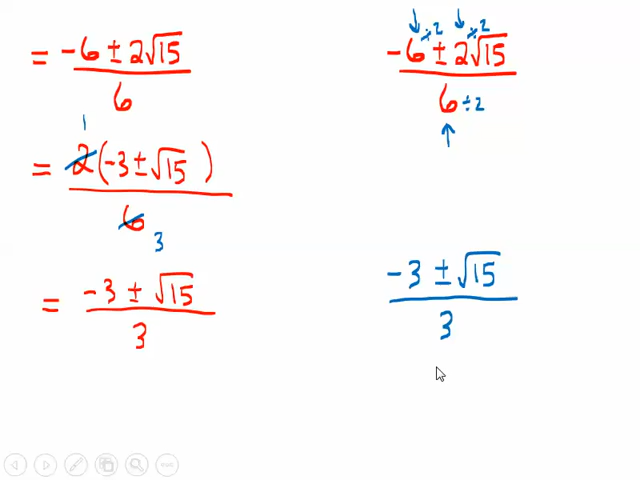 = -6 ± 2√15
6
1
= 2(-3 ± √15 )
6
3
= -3 ± √15
3
÷2 ÷2
-6 ± 2√15
6 ÷2
-3 ± √15
3